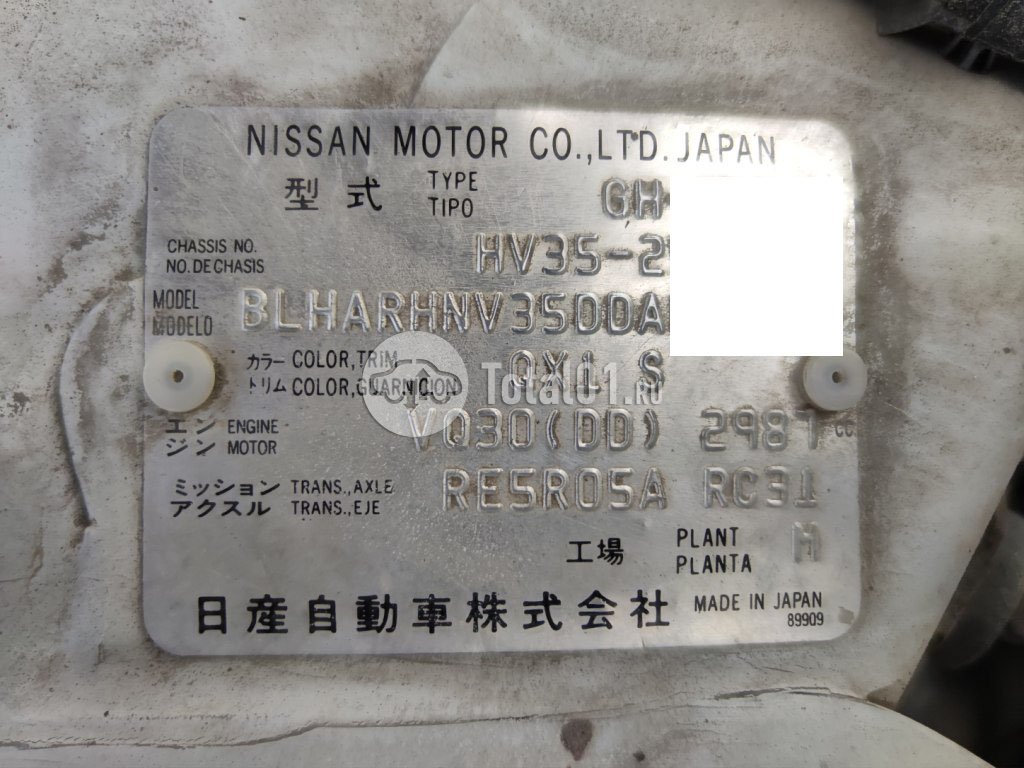 NISSAN MOTOR CO.,LTD. JAPAN
型式 TYPE GH
TIPO
CHASSIS NO. HV35-2
NO. DE CHASIS
MODEL BLHARHNV35DDA
MODELO
カラー COLOR,TRIM QX1 S
トリム COLOR,GUARNICION
Total01.RU
エン ENGINE VQ30(DD) 2987 CC
ジン MOTOR
ミッション TRANS.,AXLE RE5R05A RC31
アクスル TRANS.,EJE
工場 PLANT M
PLANTA
日産自動車株式会社 MADE IN JAPAN
89909